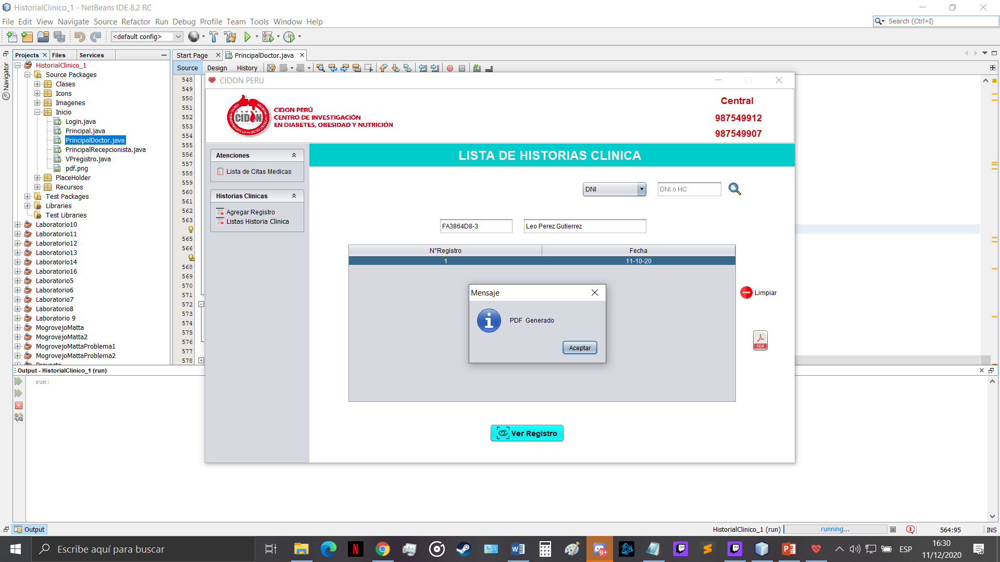 HistorialClinico_1 - NetBeans IDE 8.2 RC
File Edit View Navigate Source Refactor Run Debug Profile Team Tools Window Help
Search (Ctrl+I)
<default config>
Projects Files Services
Start Page PrincipalDoctor.java
Navigator
Source Design History
HistorialClinico_1
Source Packages
Clases
Icons
Imagenes
Inicio
Login.java
Principal.java
PrincipalDoctor.java
PrincipalRecepcionista.java
VPregistro.java
pdf.png
PlaceHolder
Recursos
Test Packages
Libraries
Test Libraries
Laboratorio10
Laboratorio11
Laboratorio12
Laboratorio13
Laboratorio14
Laboratorio16
Laboratorio5
Laboratorio6
Laboratorio7
Laboratorio8
Laboratorio 9
MogrovejoMatta
MogrovejoMatta2
MogrovejoMattaProblema1
MogrovejoMattaProblema2
548
549
550
551
552
553
554
555
556
557
558
559
560
561
562
563
565
566
568
569
570
571
572
573
574
575
576
577
578
CIDON PERU
CIDON
CIDON PERÚ
CENTRO DE INVESTIGACIÓN
EN DIABETES, OBESIDAD Y NUTRICIÓN
Central
987549912
987549907
Atenciones
Lista de Citas Medicas
Historias Clinicas
Agregar Registro
Listas Historia Clinica
LISTA DE HISTORIAS CLINICA
DNI
DNI o HC
FA3864D8-3
Leo Perez Gutierrez
N°Registro Fecha
1 11-10-20
Mensaje
PDF Generado
Aceptar
Limpiar
PDF
Ver Registro
Output - HistorialClinico_1 (run)
run:
Output
HistorialClinico_1 (run)
running...
1
564:95
INS
Escribe aquí para buscar
9+
ESP
16:30
11/12/2020